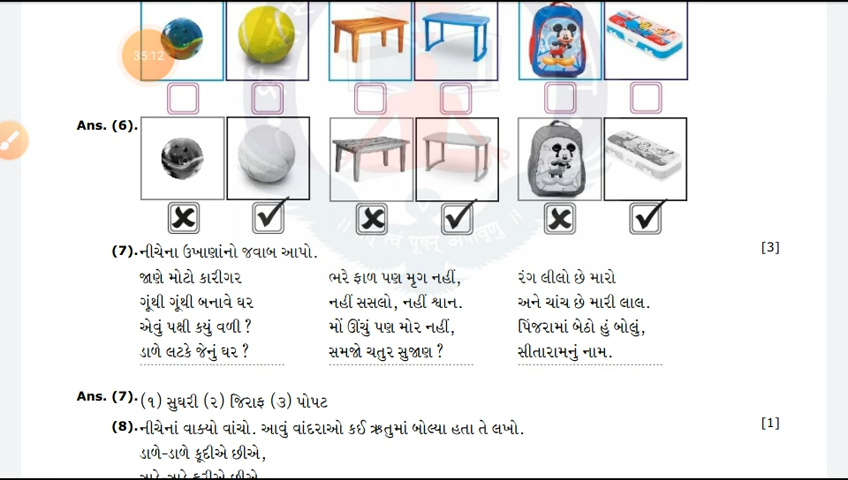 35:12
Ans. (6).
(7). નીચેના ઉખાણાંનો જવાબ આપો. [3]
જાણે મોટો કારીગર
ગૂંથી ગૂંથી બનાવે ઘર
એવું પક્ષી કયું વળી ?
ડાળે લટકે જેનું ઘર ?
ભરે ફાળ પણ મૃગ નહીં,
નહીં સસલો, નહીં શ્વાન.
મોં ઊંચું પણ મોર નહીં,
સમજો ચતુર સુજાણ ?
રંગ લીલો છે મારો
અને ચાંચ છે મારી લાલ.
પિંજરામાં બેઠો હું બોલું,
સીતારામનું નામ.
Ans. (7). (૧) સુઘરી (૨) જિરાફ (૩) પોપટ
(8). નીચેનાં વાક્યો વાંચો. આવું વાંદરાઓ કઈ ઋતુમાં બોલ્યા હતા તે લખો. [1]
ડાળે-ડાળે કૂદીએ છીએ,